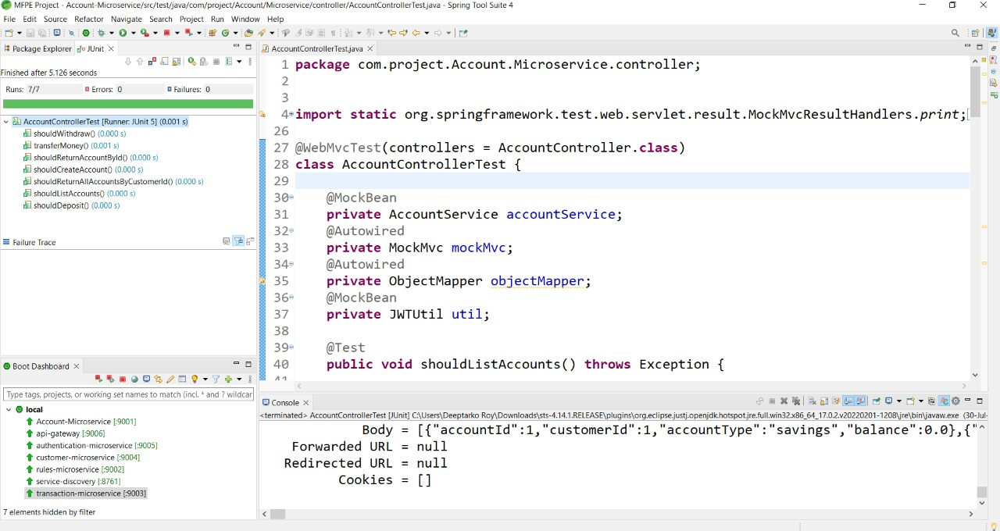 MFPE Project - Account-Microservice/src/test/java/com/project/Account/Microservice/controller/AccountControllerTest.java - Spring Tool Suite 4
File Edit Source Refactor Navigate Search Project Run Window Help
Package Explorer JUnit
Finished after 5.126 seconds
Runs: 7/7 Errors: 0 Failures: 0
AccountControllerTest [Runner: JUnit 5] (0.001 s)
shouldWithdraw() (0.000 s)
transferMoney() (0.001 s)
shouldReturnAccountById() (0.000 s)
shouldCreateAccount() (0.000 s)
shouldReturnAllAccountsByCustomerId() (0.000 s)
shouldListAccounts() (0.000 s)
shouldDeposit() (0.000 s)
Failure Trace
Boot Dashboard
Type tags, projects, or working set names to match (incl. * and ? wildcar
local
Account-Microservice [:9001]
api-gateway [:9006]
authentication-microservice [:9005]
customer-microservice [:9004]
rules-microservice [:9002]
service-discovery [:8761]
transaction-microservice [:9003]
7 elements hidden by filter
AccountControllerTest.java
1 package com.project.Account.Microservice.controller;
2
3
4 import static org.springframework.test.web.servlet.result.MockMvcResultHandlers.print;
26
27 @WebMvcTest(controllers = AccountController.class)
28 class AccountControllerTest {
29
30 @MockBean
31 private AccountService accountService;
32 @Autowired
33 private MockMvc mockMvc;
34 @Autowired
35 private ObjectMapper objectMapper;
36 @MockBean
37 private JWTUtil util;
38
39 @Test
40 public void shouldListAccounts() throws Exception {
41
Console
<terminated> AccountControllerTest [JUnit] C:\Users\Deeptarko Roy\Downloads\sts-4.14.1.RELEASE\plugins\org.eclipse.justj.openjdk.hotspot.jre.full.win32.x86_64_17.0.2.v20220201-1208\jre\bin\javaw.exe (30-Jul
Body = [{"accountId":1,"customerId":1,"accountType":"savings","balance":0.0},{"
Forwarded URL = null
Redirected URL = null
Cookies = []